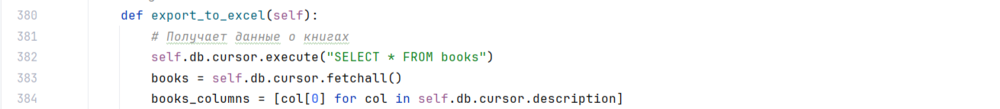 380 def export_to_excel(self):
381 # Получает данные о книгах
382 self.db.cursor.execute("SELECT * FROM books")
383 books = self.db.cursor.fetchall()
384 books_columns = [col[0] for col in self.db.cursor.description]